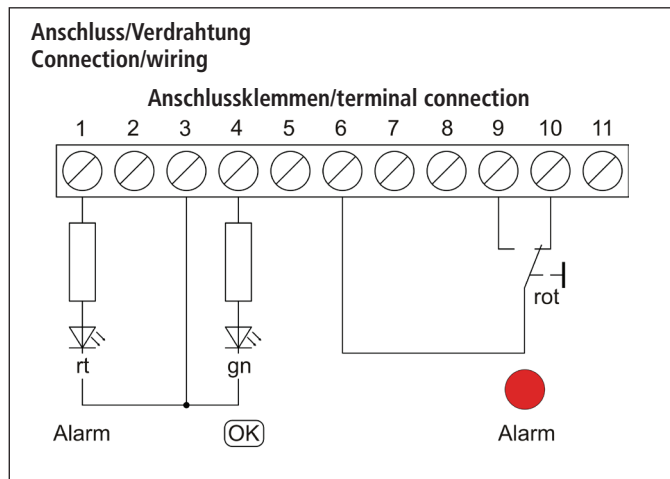 Anschluss/Verdrahtung
Connection/wiring
Anschlussklemmen/terminal connection
1 2 3 4 5 6 7 8 9 10 11
rot
rt gn
Alarm OK Alarm